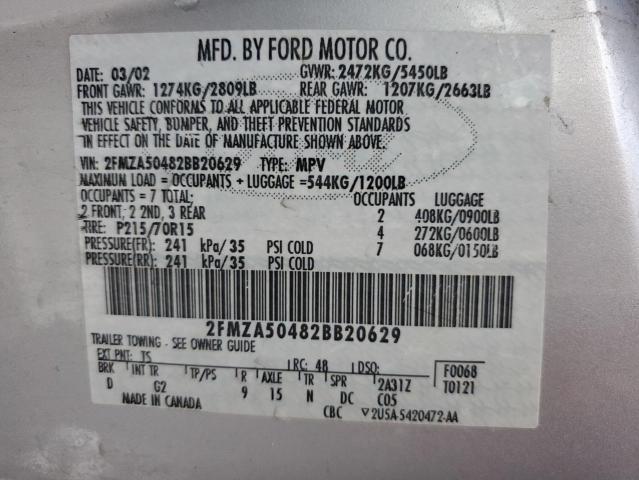 MFD. BY FORD MOTOR CO.
DATE: 03/02 GVWR: 2472KG/5450LB
FRONT GAWR: 1274KG/2809LB REAR GAWR: 1207KG/2663LB
THIS VEHICLE CONFORMS TO ALL APPLICABLE FEDERAL MOTOR
VEHICLE SAFETY, BUMPER, AND THEFT PREVENTION STANDARDS
IN EFFECT ON THE DATE OF MANUFACTURE SHOWN ABOVE.
VIN: 2FMZA50482BB20629 TYPE: MPV
MAXIMUM LOAD = OCCUPANTS + LUGGAGE = 544KG/1200LB
OCCUPANTS = 7 TOTAL: OCCUPANTS LUGGAGE
2 FRONT, 2 2ND, 3 REAR 2 408KG/0900LB
TIRE: P215/70R15 4 272KG/0600LB
PRESSURE(FR): 241 kPa/35 PSI COLD 7 068KG/0150LB
PRESSURE(RR): 241 kPa/35 PSI COLD
2FMZA50482BB20629
TRAILER TOWING - SEE OWNER GUIDE
EXT PNT: TS RC: 48 DSO: F0068
BRK INT TR TP/PS R AXLE TR SPR 2A31Z T0121
D G2 9 15 N DC C05
MADE IN CANADA CBC ▽2U5A-5420472-AA